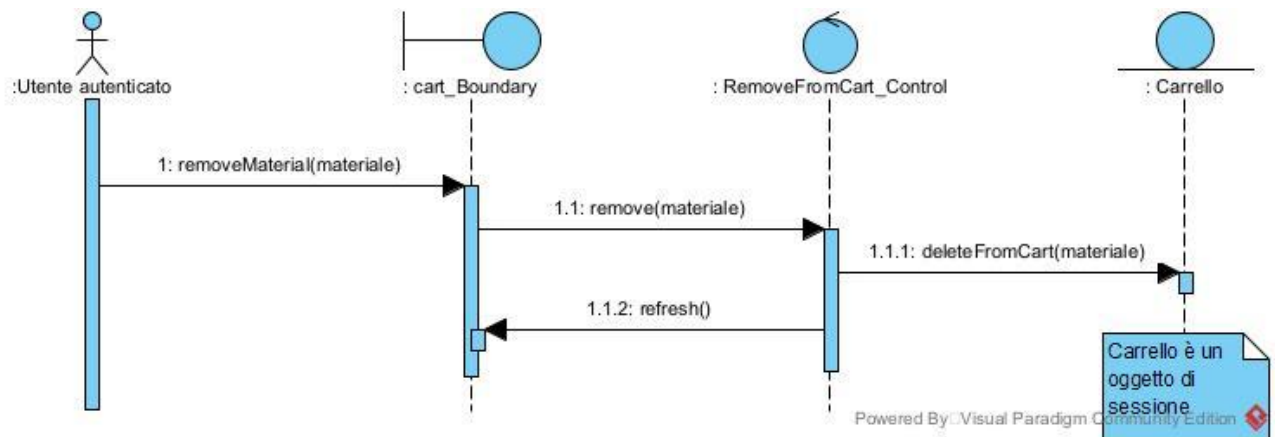 :Utente autenticato
: cart_Boundary
: RemoveFromCart_Control
: Carrello
1: removeMaterial(materiale)
1.1: remove(materiale)
1.1.1: deleteFromCart(materiale)
1.1.2: refresh()
Carrello è un
oggetto di
sessione
Powered By Visual Paradigm Community Edition